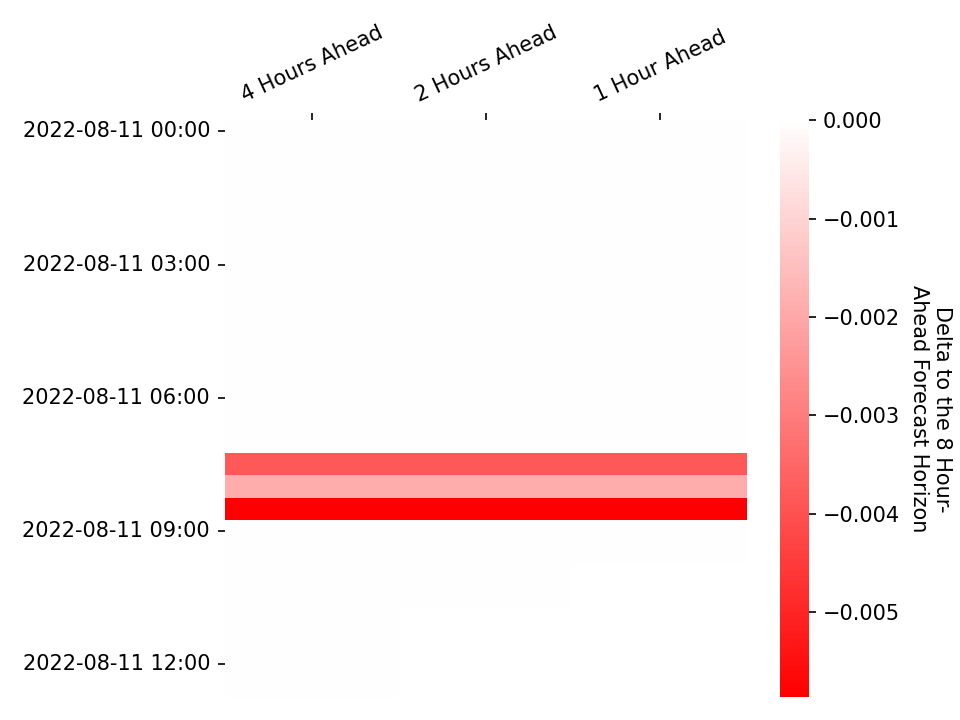 4 Hours Ahead
2 Hours Ahead
1 Hour Ahead
2022-08-11 00:00
2022-08-11 03:00
2022-08-11 06:00
2022-08-11 09:00
2022-08-11 12:00
0.000
−0.001
−0.002
−0.003
−0.004
−0.005
Delta to the 8 Hour-
Ahead Forecast Horizon